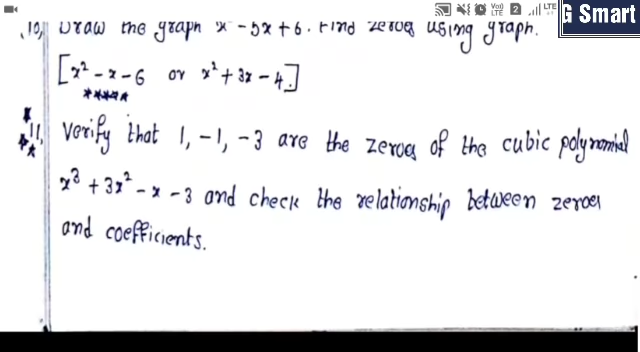 G Smart
10, Draw the graph x² - 5x + 6. Find zeroes using graph.
[x² - x - 6 or x² + 3x - 4.]
****
11, Verify that 1, -1, -3 are the zeroes of the cubic polynomial
x³ + 3x² - x - 3 and check the relationship between zeroes
and coefficients.